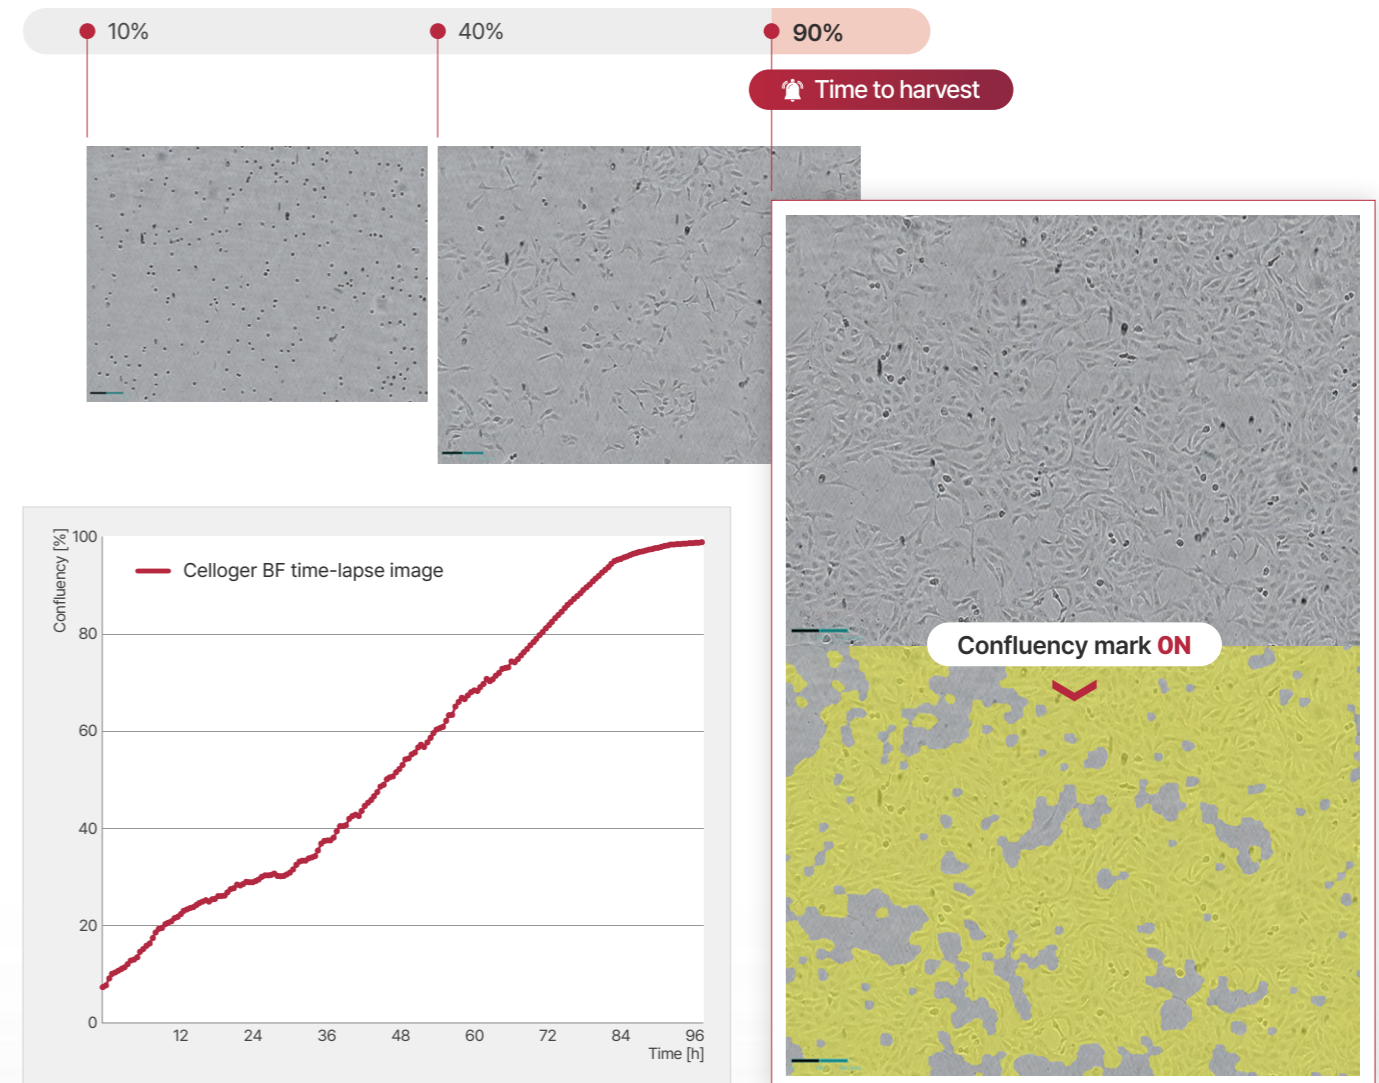 10%
40%
90%
Time to harvest
Confluency mark ON
Confluency [%]
100
80
60
40
20
0
Celloger BF time-lapse image
12 24 36 48 60 72 84 96
Time [h]